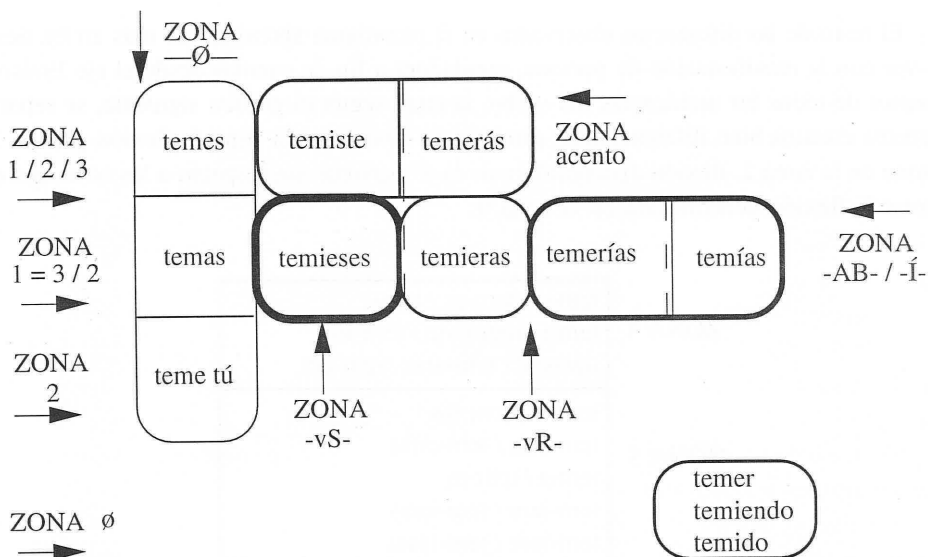 ZONA
-Ø-
ZONA
1 / 2 / 3
temes
temiste
temerás
ZONA
acento
ZONA
1 = 3 / 2
temas
temieses
temieras
temerías
temías
ZONA
-AB- / -Í-
ZONA
2
teme tú
ZONA
-vS-
ZONA
-vR-
ZONA ø
temer
temiendo
temido